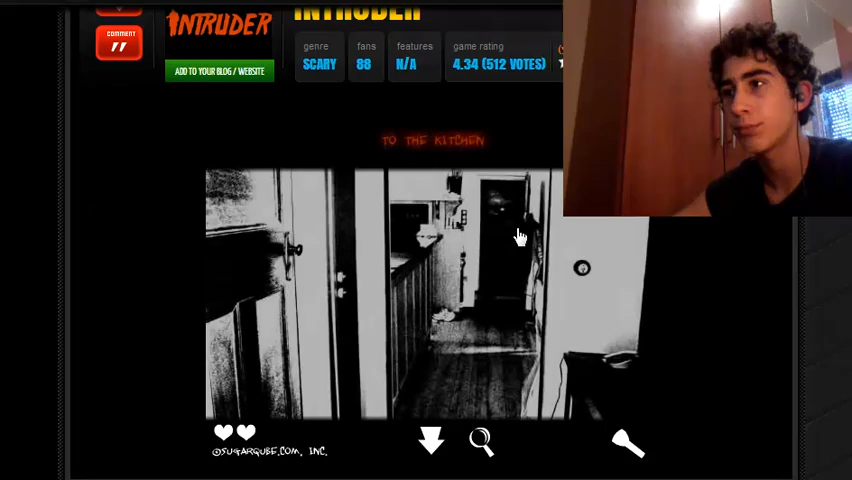 INTRUDER
COMMENT
INTRUDER
ADD TO YOUR BLOG / WEBSITE
genre
SCARY
fans
88
features
N/A
game rating
4.34 (512 VOTES)
TO THE KITCHEN
@SUGARQUBE.COM, INC.